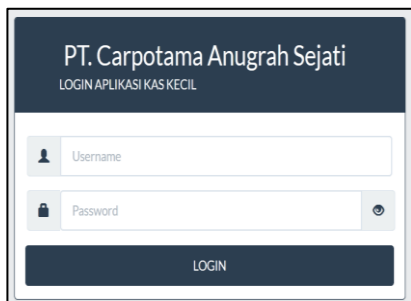 PT. Carpotama Anugrah Sejati
LOGIN APLIKASI KAS KECIL
Username
Password
LOGIN